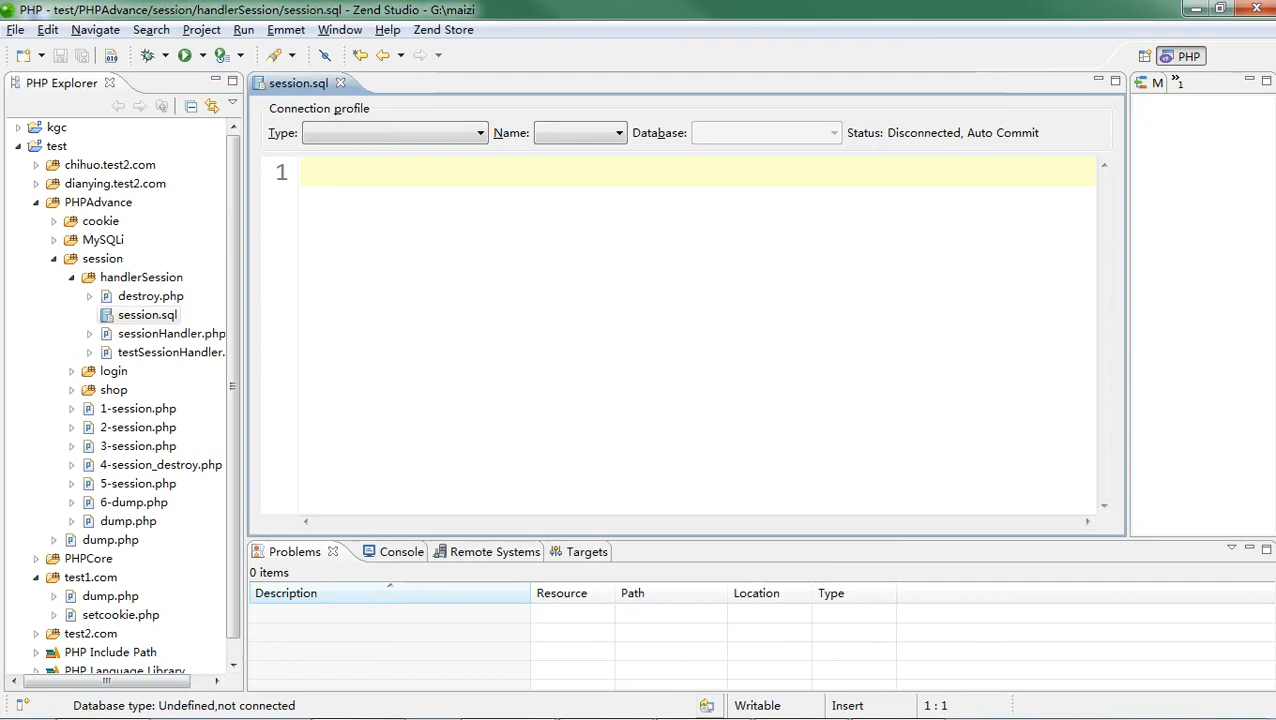 PHP - test/PHPAdvance/session/handlerSession/session.sql - Zend Studio - G:\maizi
File Edit Navigate Search Project Run Emmet Window Help Zend Store
PHP
PHP Explorer
session.sql
M
1
Connection profile
Type: Name: Database: Status: Disconnected, Auto Commit
1
kgc
test
chihuo.test2.com
dianying.test2.com
PHPAdvance
cookie
MySQLi
session
handlerSession
destroy.php
session.sql
sessionHandler.php
testSessionHandler.
login
shop
1-session.php
2-session.php
3-session.php
4-session_destroy.php
5-session.php
6-dump.php
dump.php
dump.php
PHPCore
test1.com
dump.php
setcookie.php
test2.com
PHP Include Path
PHP Language Library
Problems Console Remote Systems Targets
0 items
Description Resource Path Location Type
Database type: Undefined,not connected Writable Insert 1 : 1